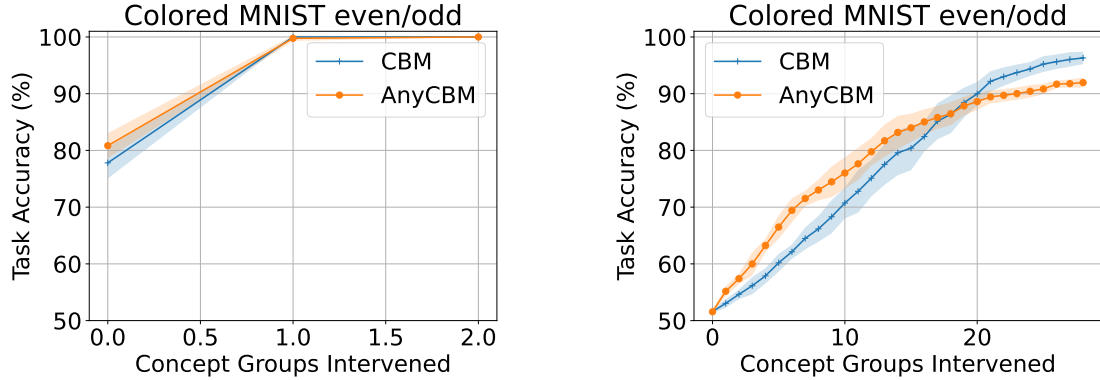 Colored MNIST even/odd
Task Accuracy (%)
100
90
80
70
60
50
CBM
AnyCBM
0.0 0.5 1.0 1.5 2.0
Concept Groups Intervened
Colored MNIST even/odd
Task Accuracy (%)
100
90
80
70
60
50
CBM
AnyCBM
0 10 20
Concept Groups Intervened